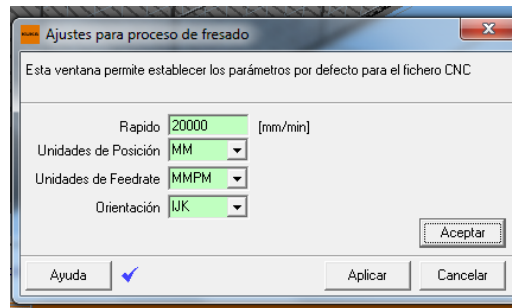 KUKA Ajustes para proceso de fresado
Esta ventana permite establecer los parámetros por defecto para el fichero CNC
Rapido 20000 [mm/min]
Unidades de Posición MM
Unidades de Feedrate MMPM
Orientación IJK
Aceptar
Ayuda Aplicar Cancelar